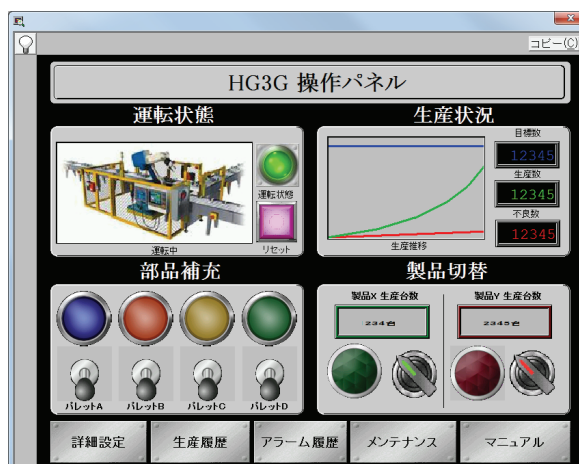 コピー(C)
HG3G 操作パネル
運転状態
運転状態
リセット
運転中
生産状況
目標数
12345
生産数
12345
不良数
12345
生産推移
部品補充
パレットA
パレットB
パレットC
パレットD
製品切替
製品X 生産台数
234台
製品Y 生産台数
2345台
詳細設定
生産履歴
アラーム履歴
メンテナンス
マニュアル